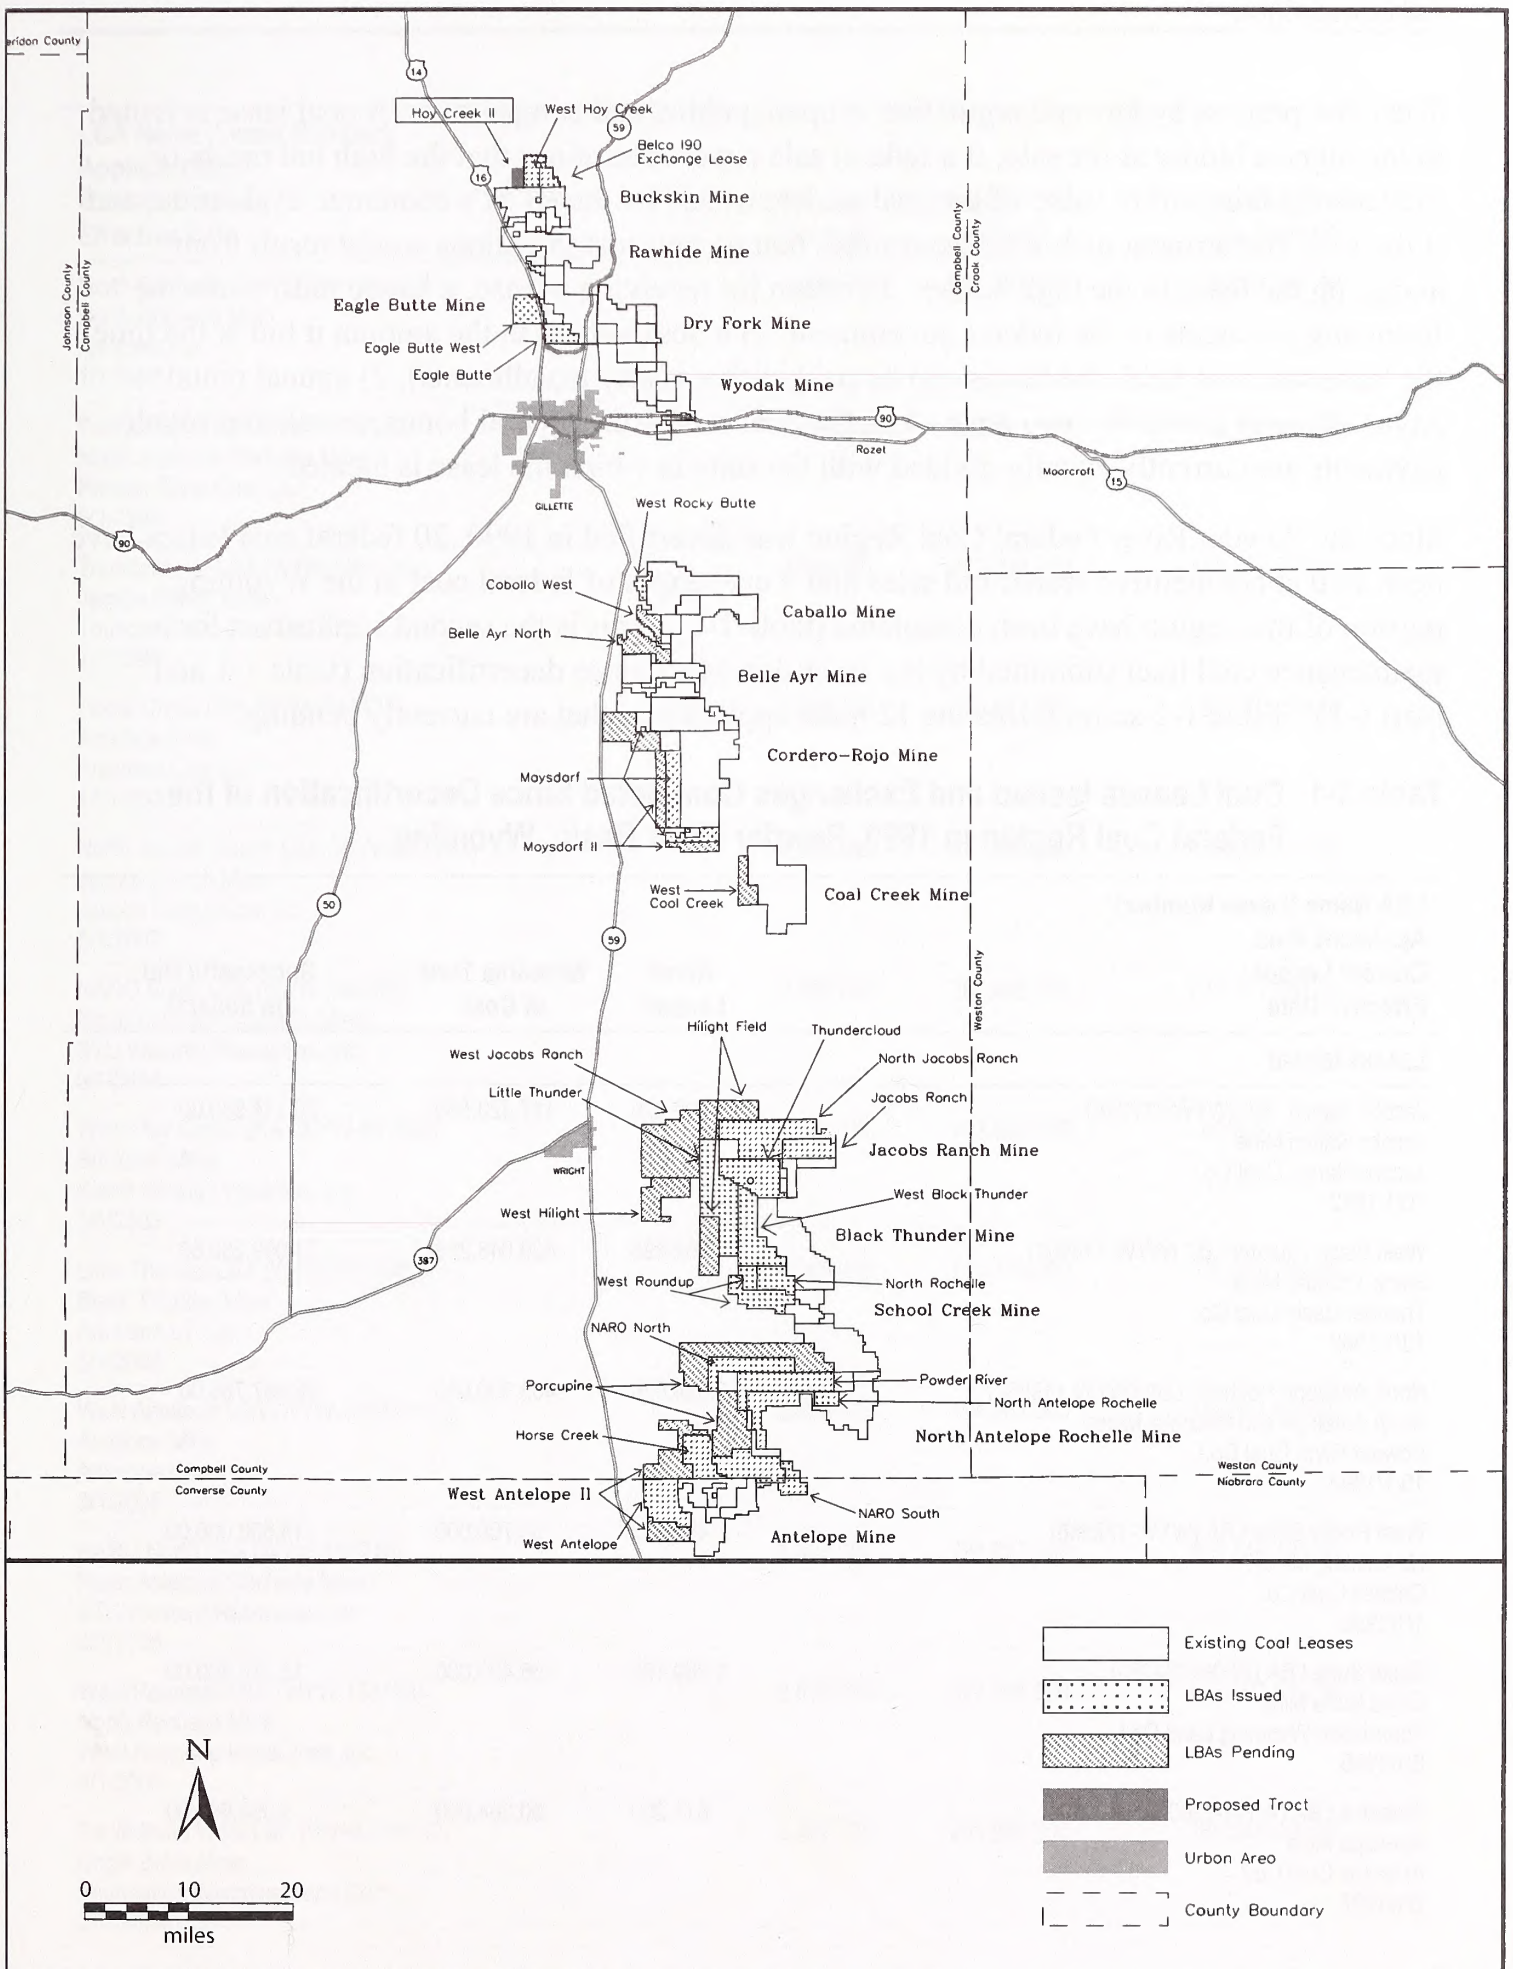 eridan County
14
Hay Creek II
West Hay Creek
59
Belco 190
Exchange Lease
16
Buckskin Mine
Rawhide Mine
Johnson County
Campbell County
Campbell County
Crook County
Eagle Butte Mine
Dry Fork Mine
Eagle Butte West
Eagle Butte
Wyodak Mine
90
Rozet
Moorcroft
15
GILLETTE
West Rocky Butte
90
Caballo West
Caballo Mine
Belle Ayr North
Belle Ayr Mine
Cordero-Rojo Mine
Maysdorf
Maysdorf II
West
Coal Creek
Coal Creek Mine
50
59
Weston County
Hilight Field
Thundercloud
West Jacobs Ranch
North Jacobs Ranch
Little Thunder
Jacobs Ranch
Jacobs Ranch Mine
WRIGHT
West Black Thunder
West Hilight
Black Thunder Mine
387
West Roundup
North Rochelle
School Creek Mine
NARO North
Porcupine
Powder River
North Antelope Rochelle
Horse Creek
North Antelope Rochelle Mine
Campbell County
Converse County
Weston County
Niobrara County
West Antelope II
NARO South
West Antelope
Antelope Mine
Existing Coal Leases
LBAs Issued
LBAs Pending
Proposed Tract
Urban Area
County Boundary
N
0 10 20
miles